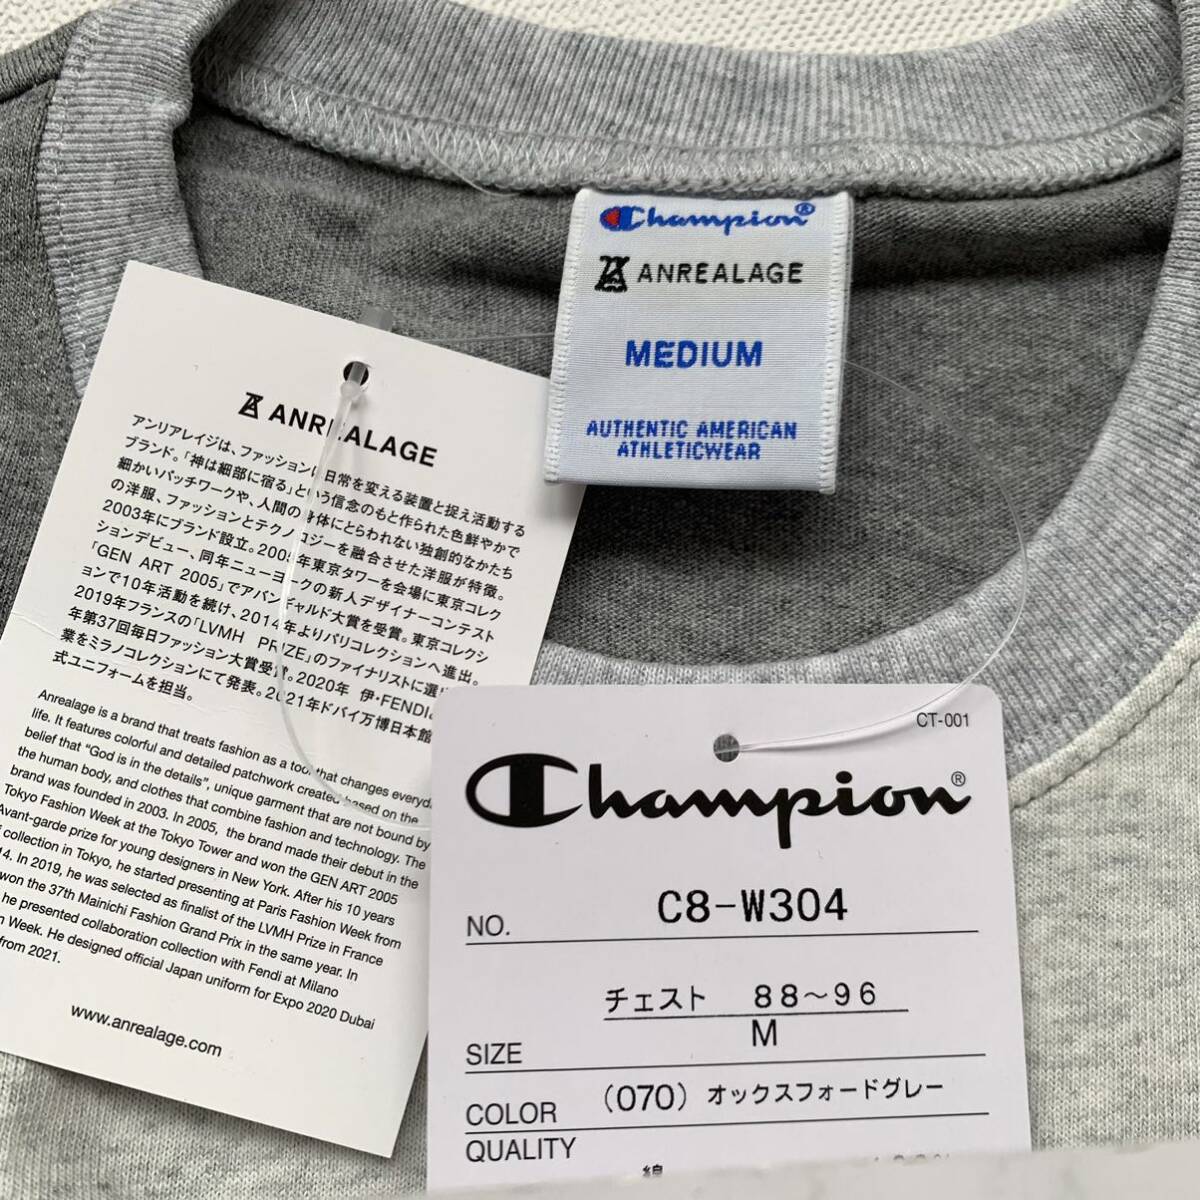 Champion®
ANREALAGE
MEDIUM
AUTHENTIC AMERICAN
ATHLETICWEAR
ANREALAGE
アンリアレイジは、ファッションに日常を変える装置と捉え活動する
ブランド。「神は細部に宿る」という信念のもと作られた色鮮やかで
細かいパッチワークや、人間の身体にとらわれない独創的なかたち
の洋服、ファッションとテクノロジーを融合させた洋服が特徴。
2003年にブランド設立。2005年東京タワーを会場に東京コレク
ションデビュー、同年ニューヨークの新人デザイナーコンテスト
「GEN ART 2005」でアバンギャルド大賞を受賞。東京コレクシ
ョンで10年活動を続け、2014年よりパリコレクションへ進出。
2019年フランスの「LVMH PRIZE」のファイナリストに選
年第37回毎日ファッション大賞受賞。2020年 伊・FENDI
業をミラノコレクションにて発表。2021年ドバイ万博日本館
式ユニフォームを担当。
Anrealage is a brand that treats fashion as a tool that changes everyd
life. It features colorful and detailed patchwork created based on the
belief that "God is in the details", unique garment that are not bound by
the human body, and clothes that combine fashion and technology. The
brand was founded in 2003. In 2005, the brand made their debut in the
Tokyo Fashion Week at the Tokyo Tower and won the GEN ART 2005
Avant-garde prize for young designers in New York. After his 10 years
collection in Tokyo, he started presenting at Paris Fashion Week from
14. In 2019, he was selected as finalist of the LVMH Prize in France
won the 37th Mainichi Fashion Grand Prix in the same year. In
he presented collaboration collection with Fendi at Milano
n Week. He designed official Japan uniform for Expo 2020 Dubai
from 2021.
www.anrealage.com
CT-001
Champion®
NO. C8-W304
チェスト 88～96
SIZE M
COLOR (070) オックスフォードグレー
QUALITY
綿